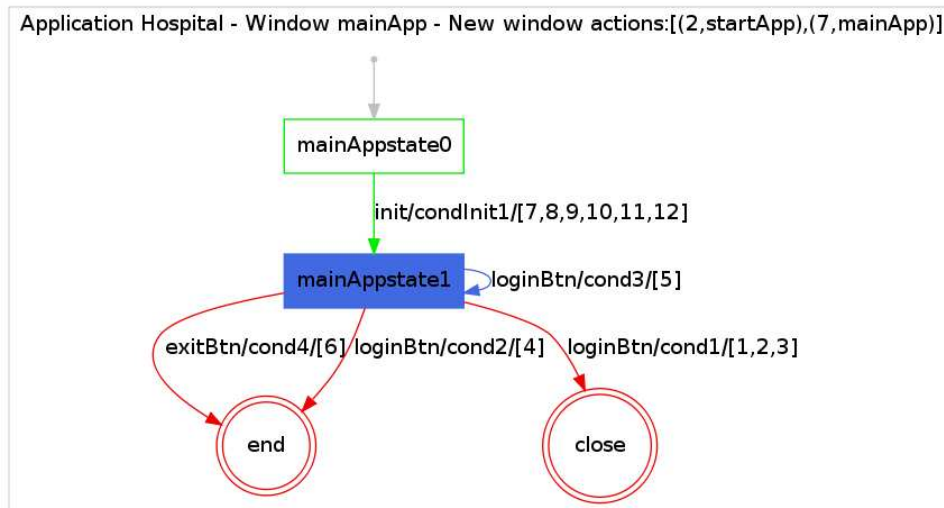 Application Hospital - Window mainApp - New window actions:[(2,startApp),(7,mainApp)]
mainAppstate0
init/condInit1/[7,8,9,10,11,12]
mainAppstate1
loginBtn/cond3/[5]
exitBtn/cond4/[6]
loginBtn/cond2/[4]
loginBtn/cond1/[1,2,3]
end
close